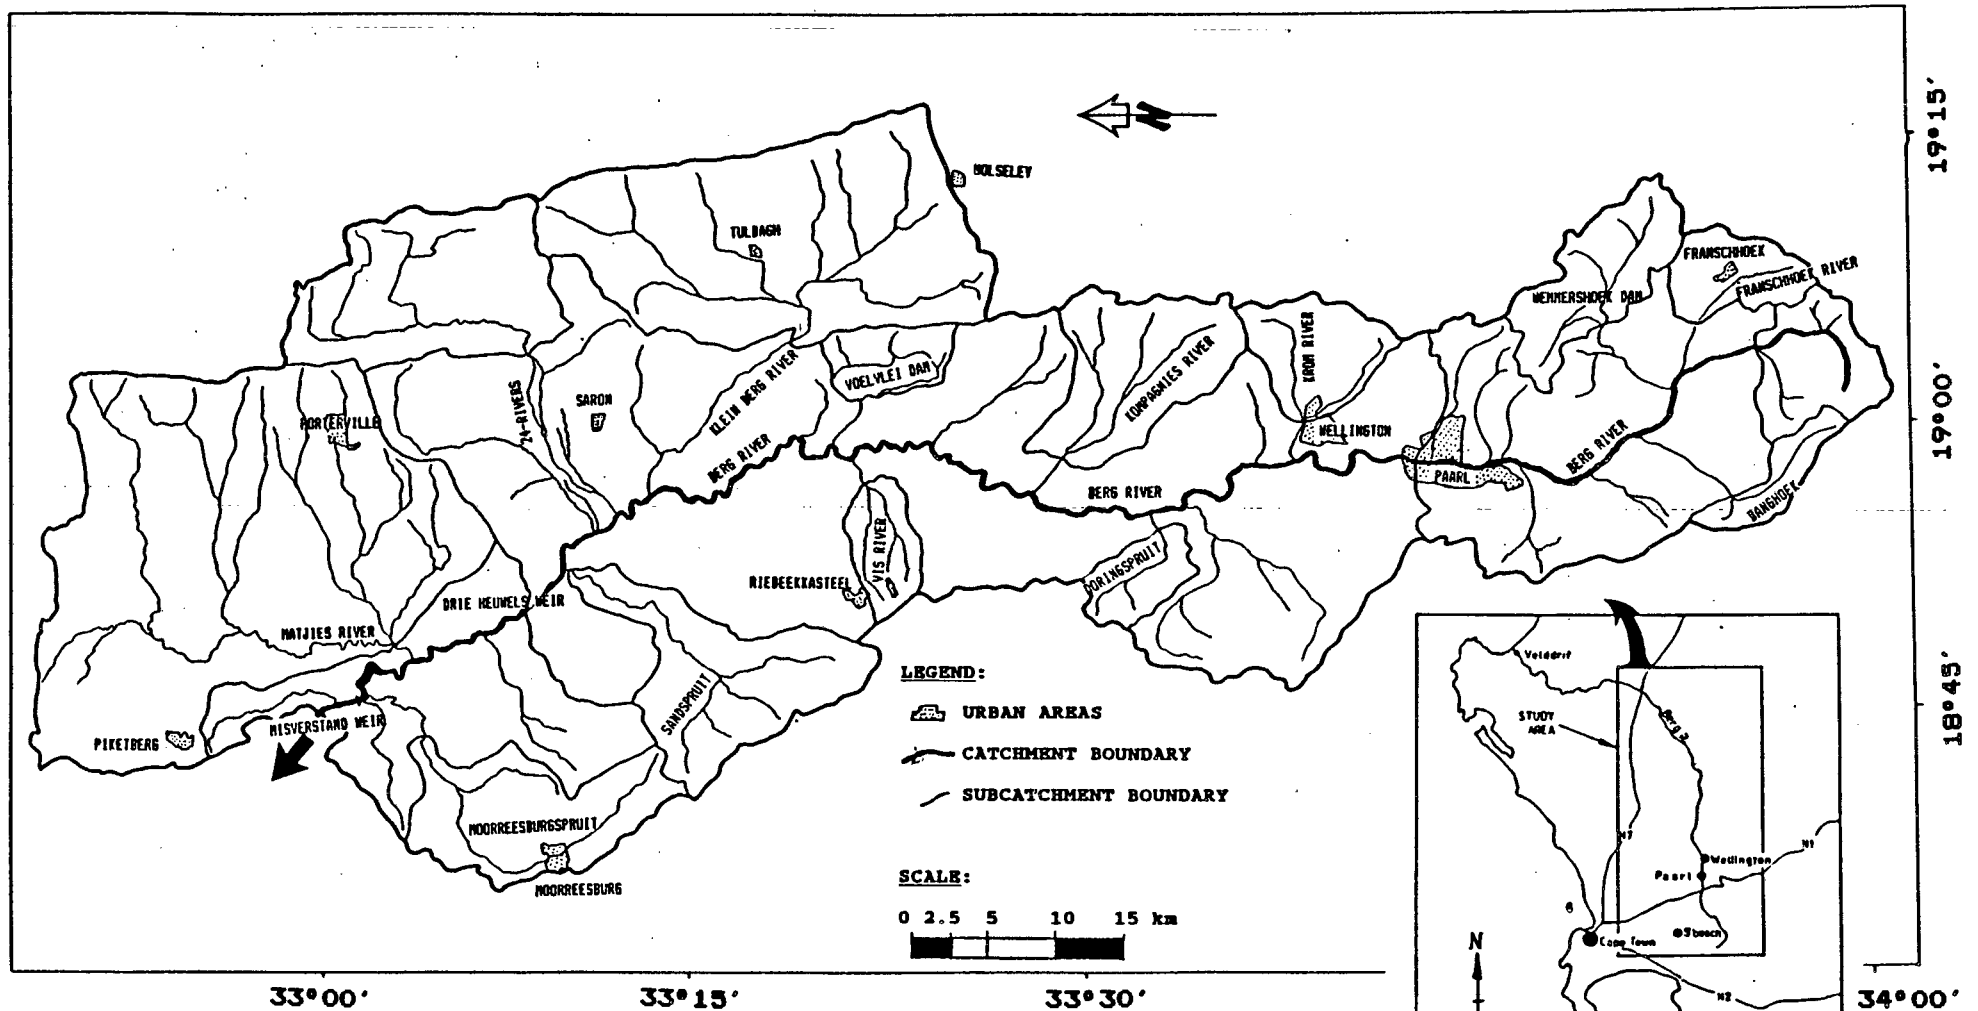 N
WOLSELEY
TULBAGH
FRANSCHHOEK
FRANSCHHOEK RIVER
WEMMERSHOEK DAM
KROM RIVER
KOMPAGNIES RIVER
VOELVLEI DAM
KLEIN BERG RIVER
24-RIVERS
SARON
PORTERVILLE
WELLINGTON
BERG RIVER
BERG RIVER
BERG RIVER
PAARL
BANGHOEK
VIS RIVER
DORINGSPRUIT
RIEBEEKKASTEEL
DRIE HEUWELS WEIR
MATJIES RIVER
SANDSPRUIT
MISVERSTAND WEIR
PIKETBERG
MOORREESBURGSPRUIT
MOORREESBURG
LEGEND:
URBAN AREAS
CATCHMENT BOUNDARY
SUBCATCHMENT BOUNDARY
SCALE:
0 2.5 5 10 15 km
Velddrif
STUDY
AREA
Berg R
N7
Wellington
Paarl
N1
S'bosch
Cape Town
N2
N
19°15'
19°00'
18°45'
33°00'
33°15'
33°30'
34°00'